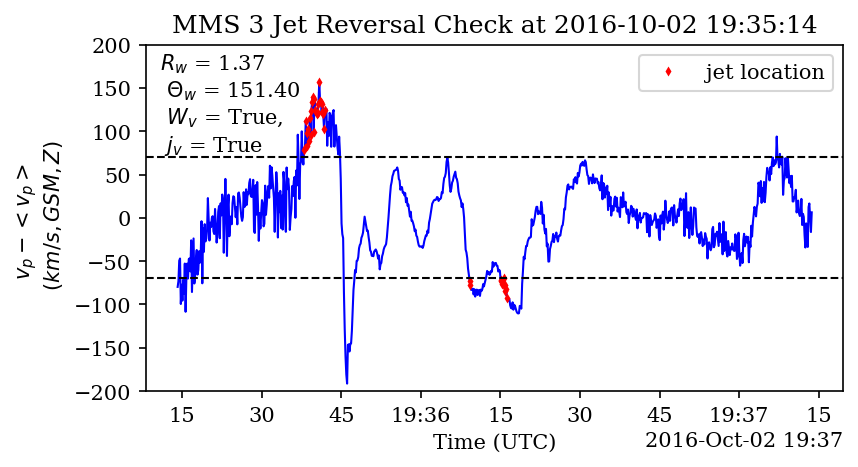 MMS 3 Jet Reversal Check at 2016-10-02 19:35:14
R_w = 1.37
Θ_w = 151.40
W_v = True,
j_v = True
jet location
v_p − < v_p >
(km/s, GSM, Z)
200
150
100
50
0
−50
−100
−150
−200
15 30 45 19:36 15 30 45 19:37 15
Time (UTC)
2016-Oct-02 19:37